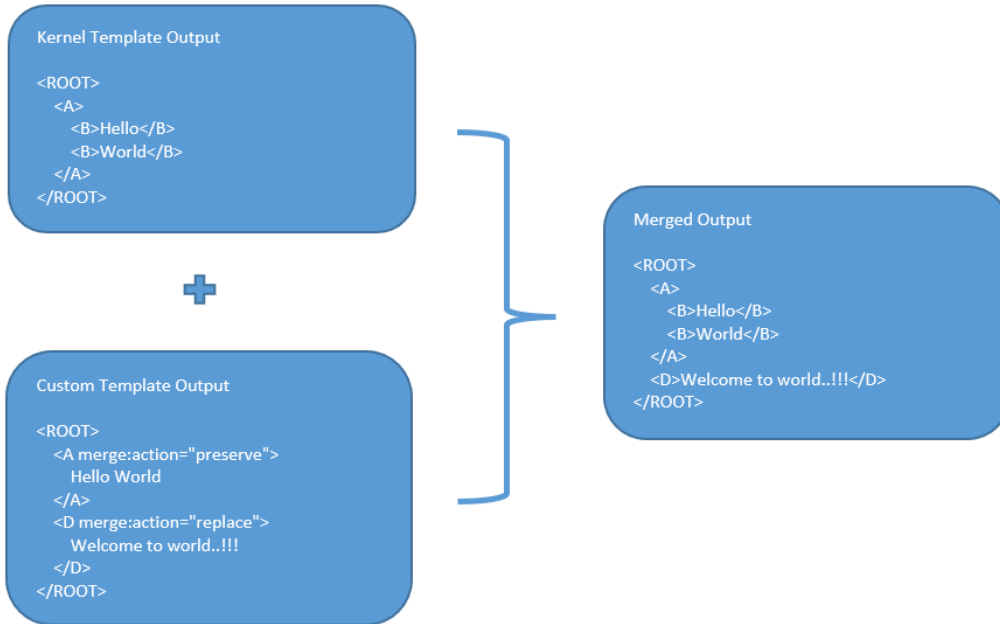 Kernel Template Output
<ROOT>
<A>
<B>Hello</B>
<B>World</B>
</A>
</ROOT>
Custom Template Output
<ROOT>
<A merge:action="preserve">
Hello World
</A>
<D merge:action="replace">
Welcome to world..!!!
</D>
</ROOT>
Merged Output
<ROOT>
<A>
<B>Hello</B>
<B>World</B>
</A>
<D>Welcome to world..!!!</D>
</ROOT>